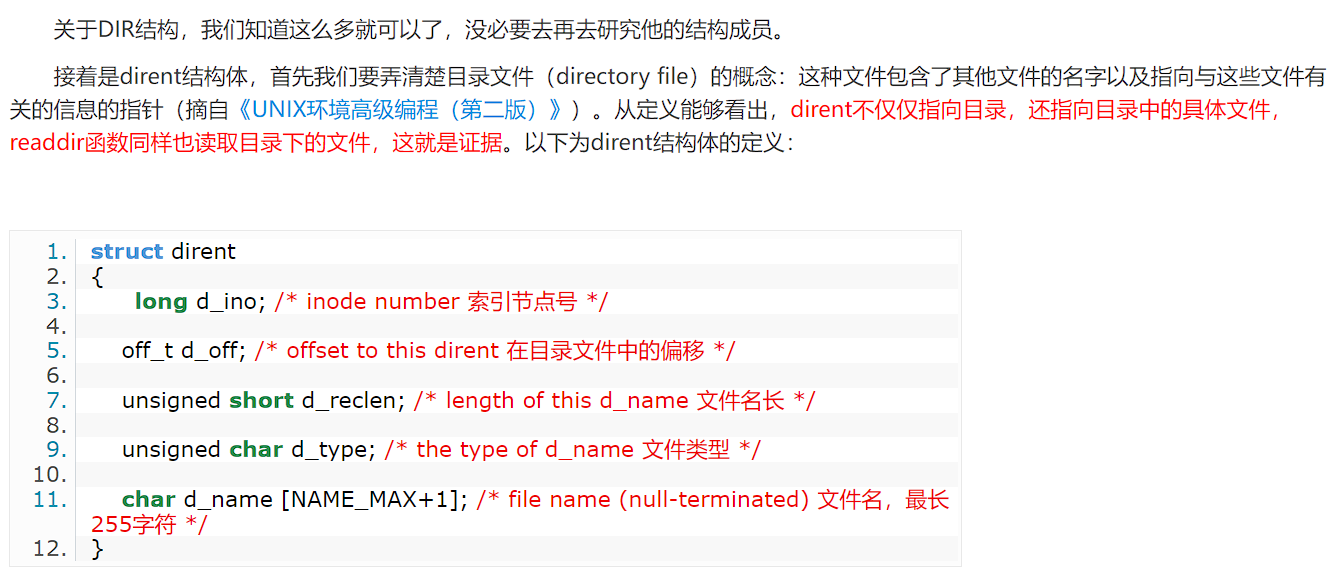 关于DIR结构，我们知道这么多就可以了，没必要去再去研究他的结构成员。
接着是dirent结构体，首先我们要弄清楚目录文件（directory file）的概念：这种文件包含了其他文件的名字以及指向与这些文件有
关的信息的指针（摘自《UNIX环境高级编程（第二版）》）。从定义能够看出，dirent不仅仅指向目录，还指向目录中的具体文件，
readdir函数同样也读取目录下的文件，这就是证据。以下为dirent结构体的定义：
1. struct dirent
2. {
3. long d_ino; /* inode number 索引节点号 */
4.
5. off_t d_off; /* offset to this dirent 在目录文件中的偏移 */
6.
7. unsigned short d_reclen; /* length of this d_name 文件名长 */
8.
9. unsigned char d_type; /* the type of d_name 文件类型 */
10.
11. char d_name [NAME_MAX+1]; /* file name (null-terminated) 文件名，最长
255字符 */
12. }